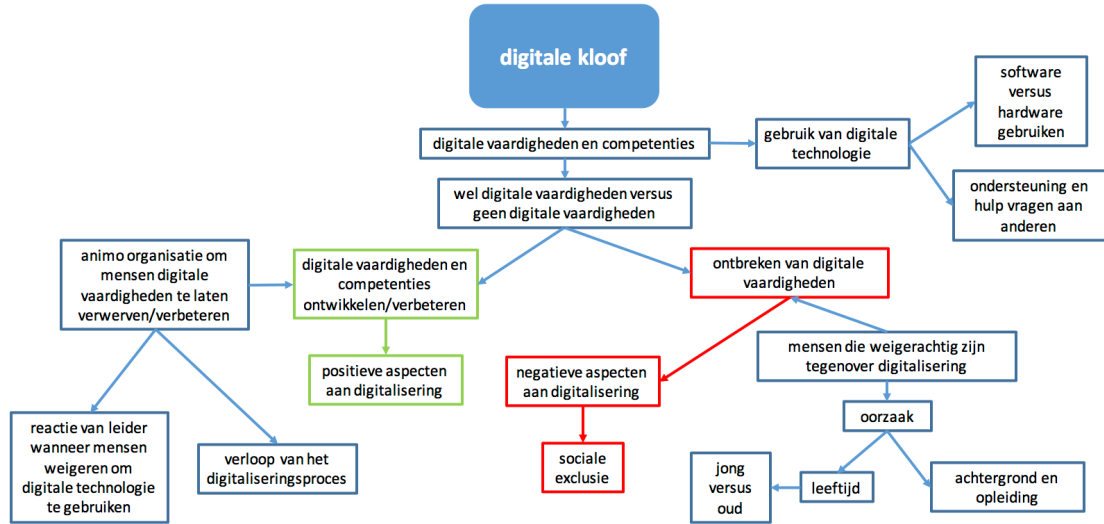 digitale kloof
digitale vaardigheden en competenties
gebruik van digitale
technologie
software
versus
hardware
gebruiken
ondersteuning en
hulp vragen aan
anderen
wel digitale vaardigheden versus
geen digitale vaardigheden
animo organisatie om
mensen digitale
vaardigheden te laten
verwerven/verbeteren
digitale vaardigheden en
competenties
ontwikkelen/verbeteren
ontbreken van digitale
vaardigheden
positieve aspecten
aan digitalisering
negatieve aspecten
aan digitalisering
mensen die weigerachtig zijn
tegenover digitalisering
reactie van leider
wanneer mensen
weigeren om
digitale technologie
te gebruiken
verloop van het
digitaliseringsproces
sociale
exclusie
oorzaak
jong
versus
oud
leeftijd
achtergrond en
opleiding